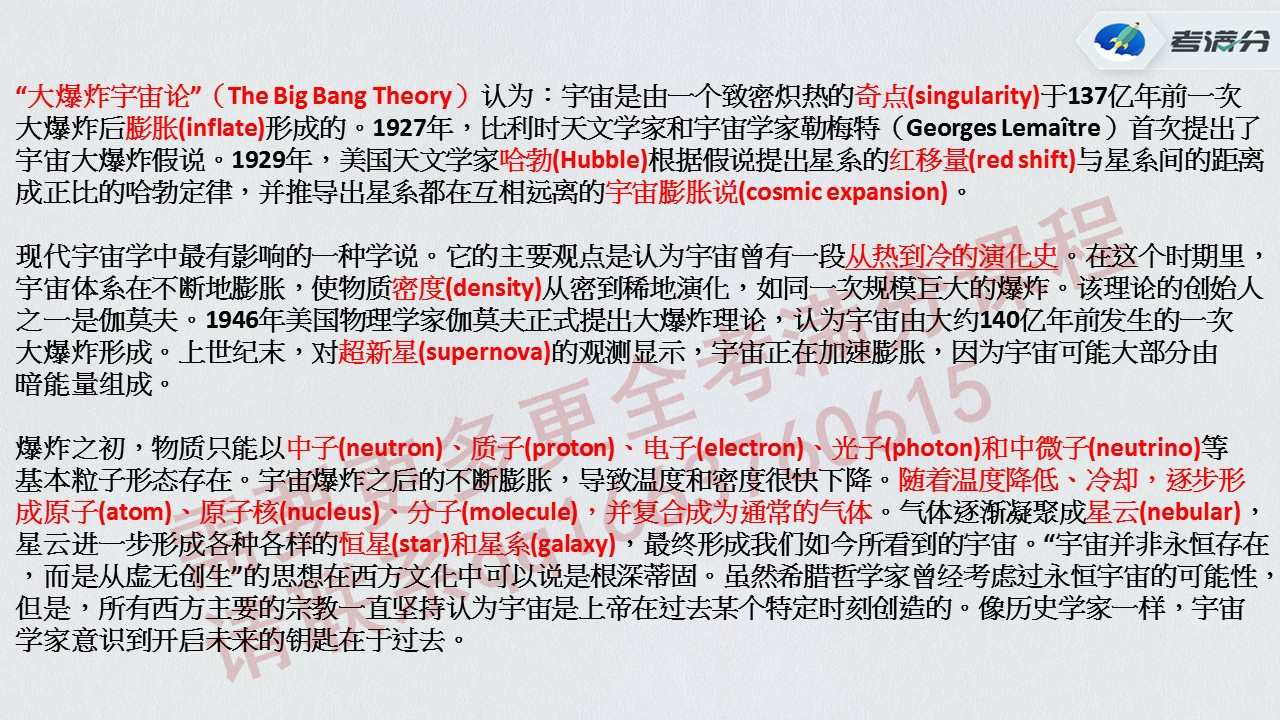 考满分
“大爆炸宇宙论”（The Big Bang Theory）认为：宇宙是由一个致密炽热的奇点(singularity)于137亿年前一次
大爆炸后膨胀(inflate)形成的。1927年，比利时天文学家和宇宙学家勒梅特（Georges Lemaître）首次提出了
宇宙大爆炸假说。1929年，美国天文学家哈勃(Hubble)根据假说提出星系的红移量(red shift)与星系间的距离
成正比的哈勃定律，并推导出星系都在互相远离的宇宙膨胀说(cosmic expansion)。
现代宇宙学中最有影响的一种学说。它的主要观点是认为宇宙曾有一段从热到冷的演化史。在这个时期里，
宇宙体系在不断地膨胀，使物质密度(density)从密到稀地演化，如同一次规模巨大的爆炸。该理论的创始人
之一是伽莫夫。1946年美国物理学家伽莫夫正式提出大爆炸理论，认为宇宙由大约140亿年前发生的一次
大爆炸形成。上世纪末，对超新星(supernova)的观测显示，宇宙正在加速膨胀，因为宇宙可能大部分由
暗能量组成。
爆炸之初，物质只能以中子(neutron)、质子(proton)、电子(electron)、光子(photon)和中微子(neutrino)等
基本粒子形态存在。宇宙爆炸之后的不断膨胀，导致温度和密度很快下降。随着温度降低、冷却，逐步形
成原子(atom)、原子核(nucleus)、分子(molecule)，并复合成为通常的气体。气体逐渐凝聚成星云(nebular)，
星云进一步形成各种各样的恒星(star)和星系(galaxy)，最终形成我们如今所看到的宇宙。“宇宙并非永恒存在
，而是从虚无创生”的思想在西方文化中可以说是根深蒂固。虽然希腊哲学家曾经考虑过永恒宇宙的可能性，
但是，所有西方主要的宗教一直坚持认为宇宙是上帝在过去某个特定时刻创造的。像历史学家一样，宇宙
学家意识到开启未来的钥匙在于过去。
需要更多更全考满分课程
请联系qq1663760615